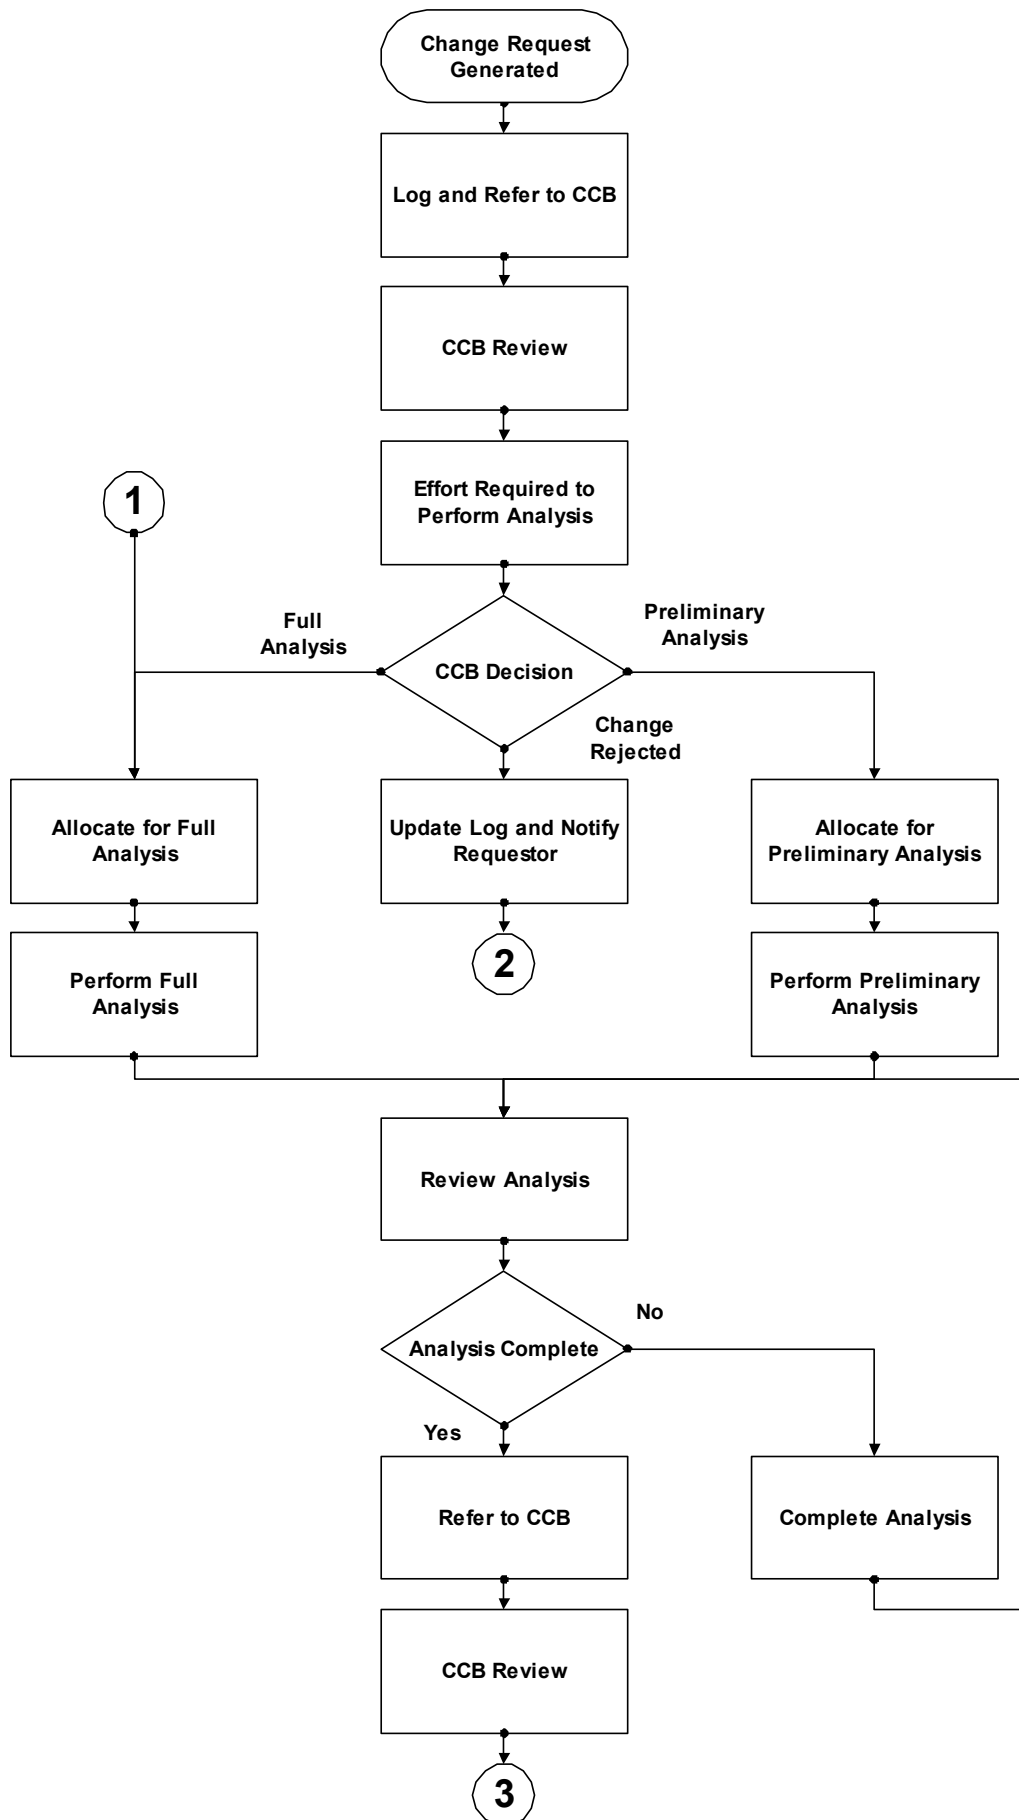 Change Request
Generated
Log and Refer to CCB
CCB Review
Effort Required to
Perform Analysis
1
Full
Analysis
Preliminary
Analysis
CCB Decision
Change
Rejected
Allocate for Full
Analysis
Update Log and Notify
Requestor
Allocate for
Preliminary Analysis
Perform Full
Analysis
2
Perform Preliminary
Analysis
Review Analysis
No
Analysis Complete
Yes
Refer to CCB
Complete Analysis
CCB Review
3